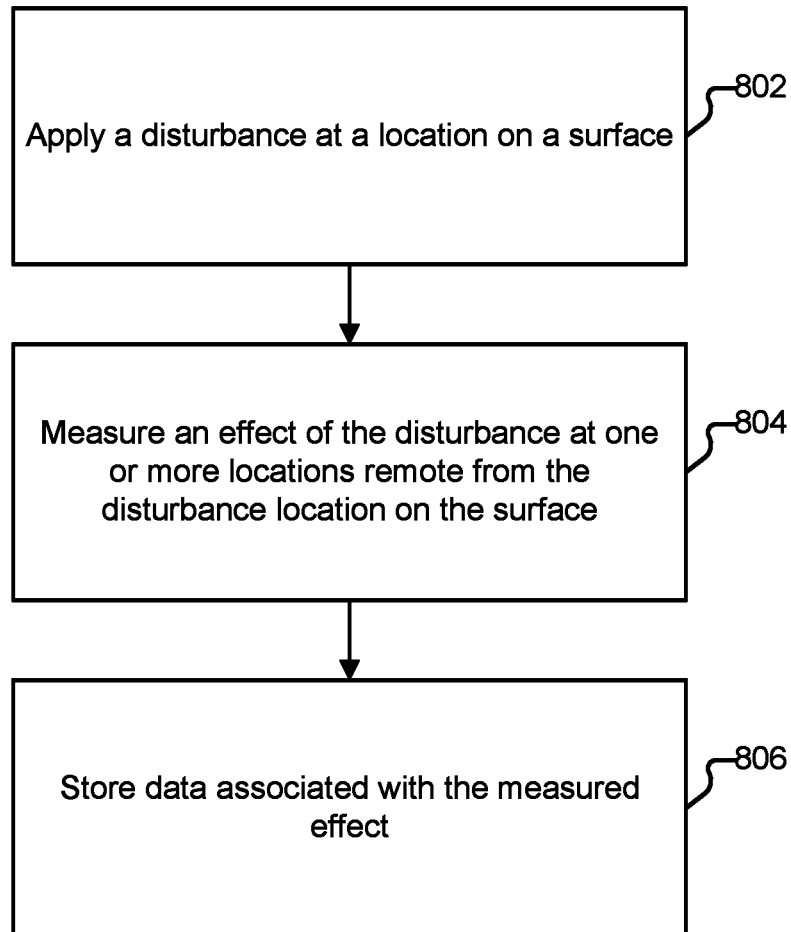 802
Apply a disturbance at a location on a surface
804
Measure an effect of the disturbance at one
or more locations remote from the
disturbance location on the surface
806
Store data associated with the measured
effect